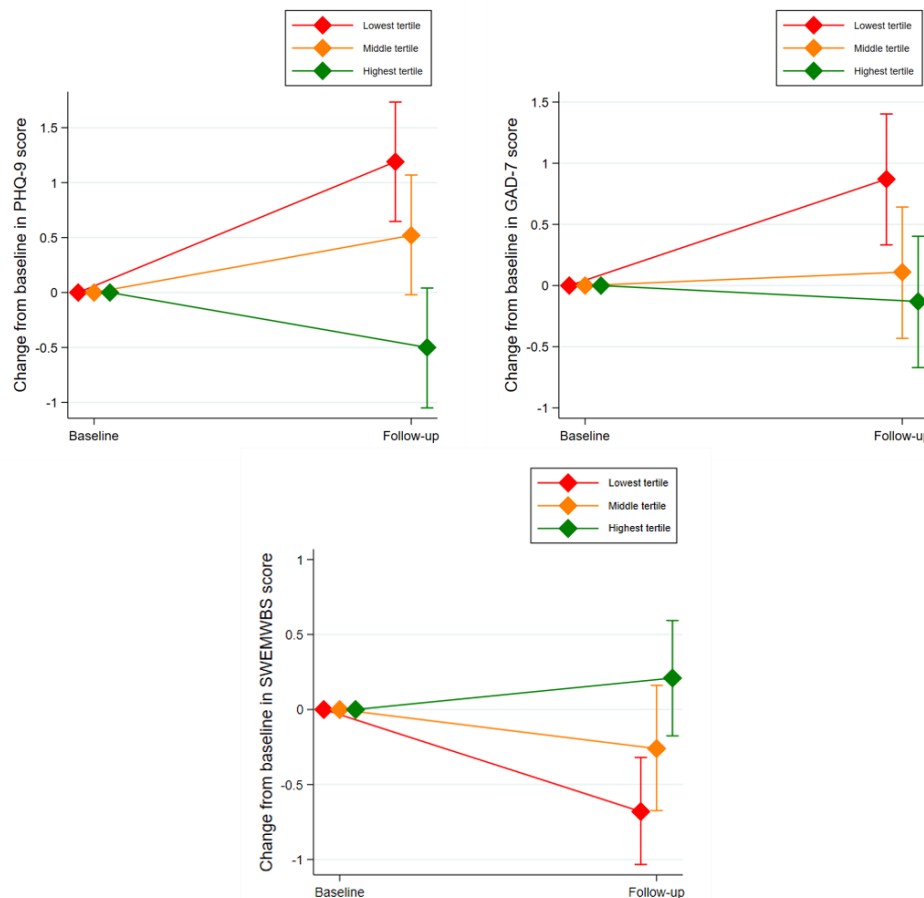 Lowest tertile
Middle tertile
Highest tertile
Change from baseline in PHQ-9 score
1.5
1
0.5
0
-0.5
-1
Baseline
Follow-up
Lowest tertile
Middle tertile
Highest tertile
Change from baseline in GAD-7 score
1.5
1
0.5
0
-0.5
-1
Baseline
Follow-up
Lowest tertile
Middle tertile
Highest tertile
Change from baseline in SWEMWBS score
1
0.5
0
-0.5
-1
Baseline
Follow-up